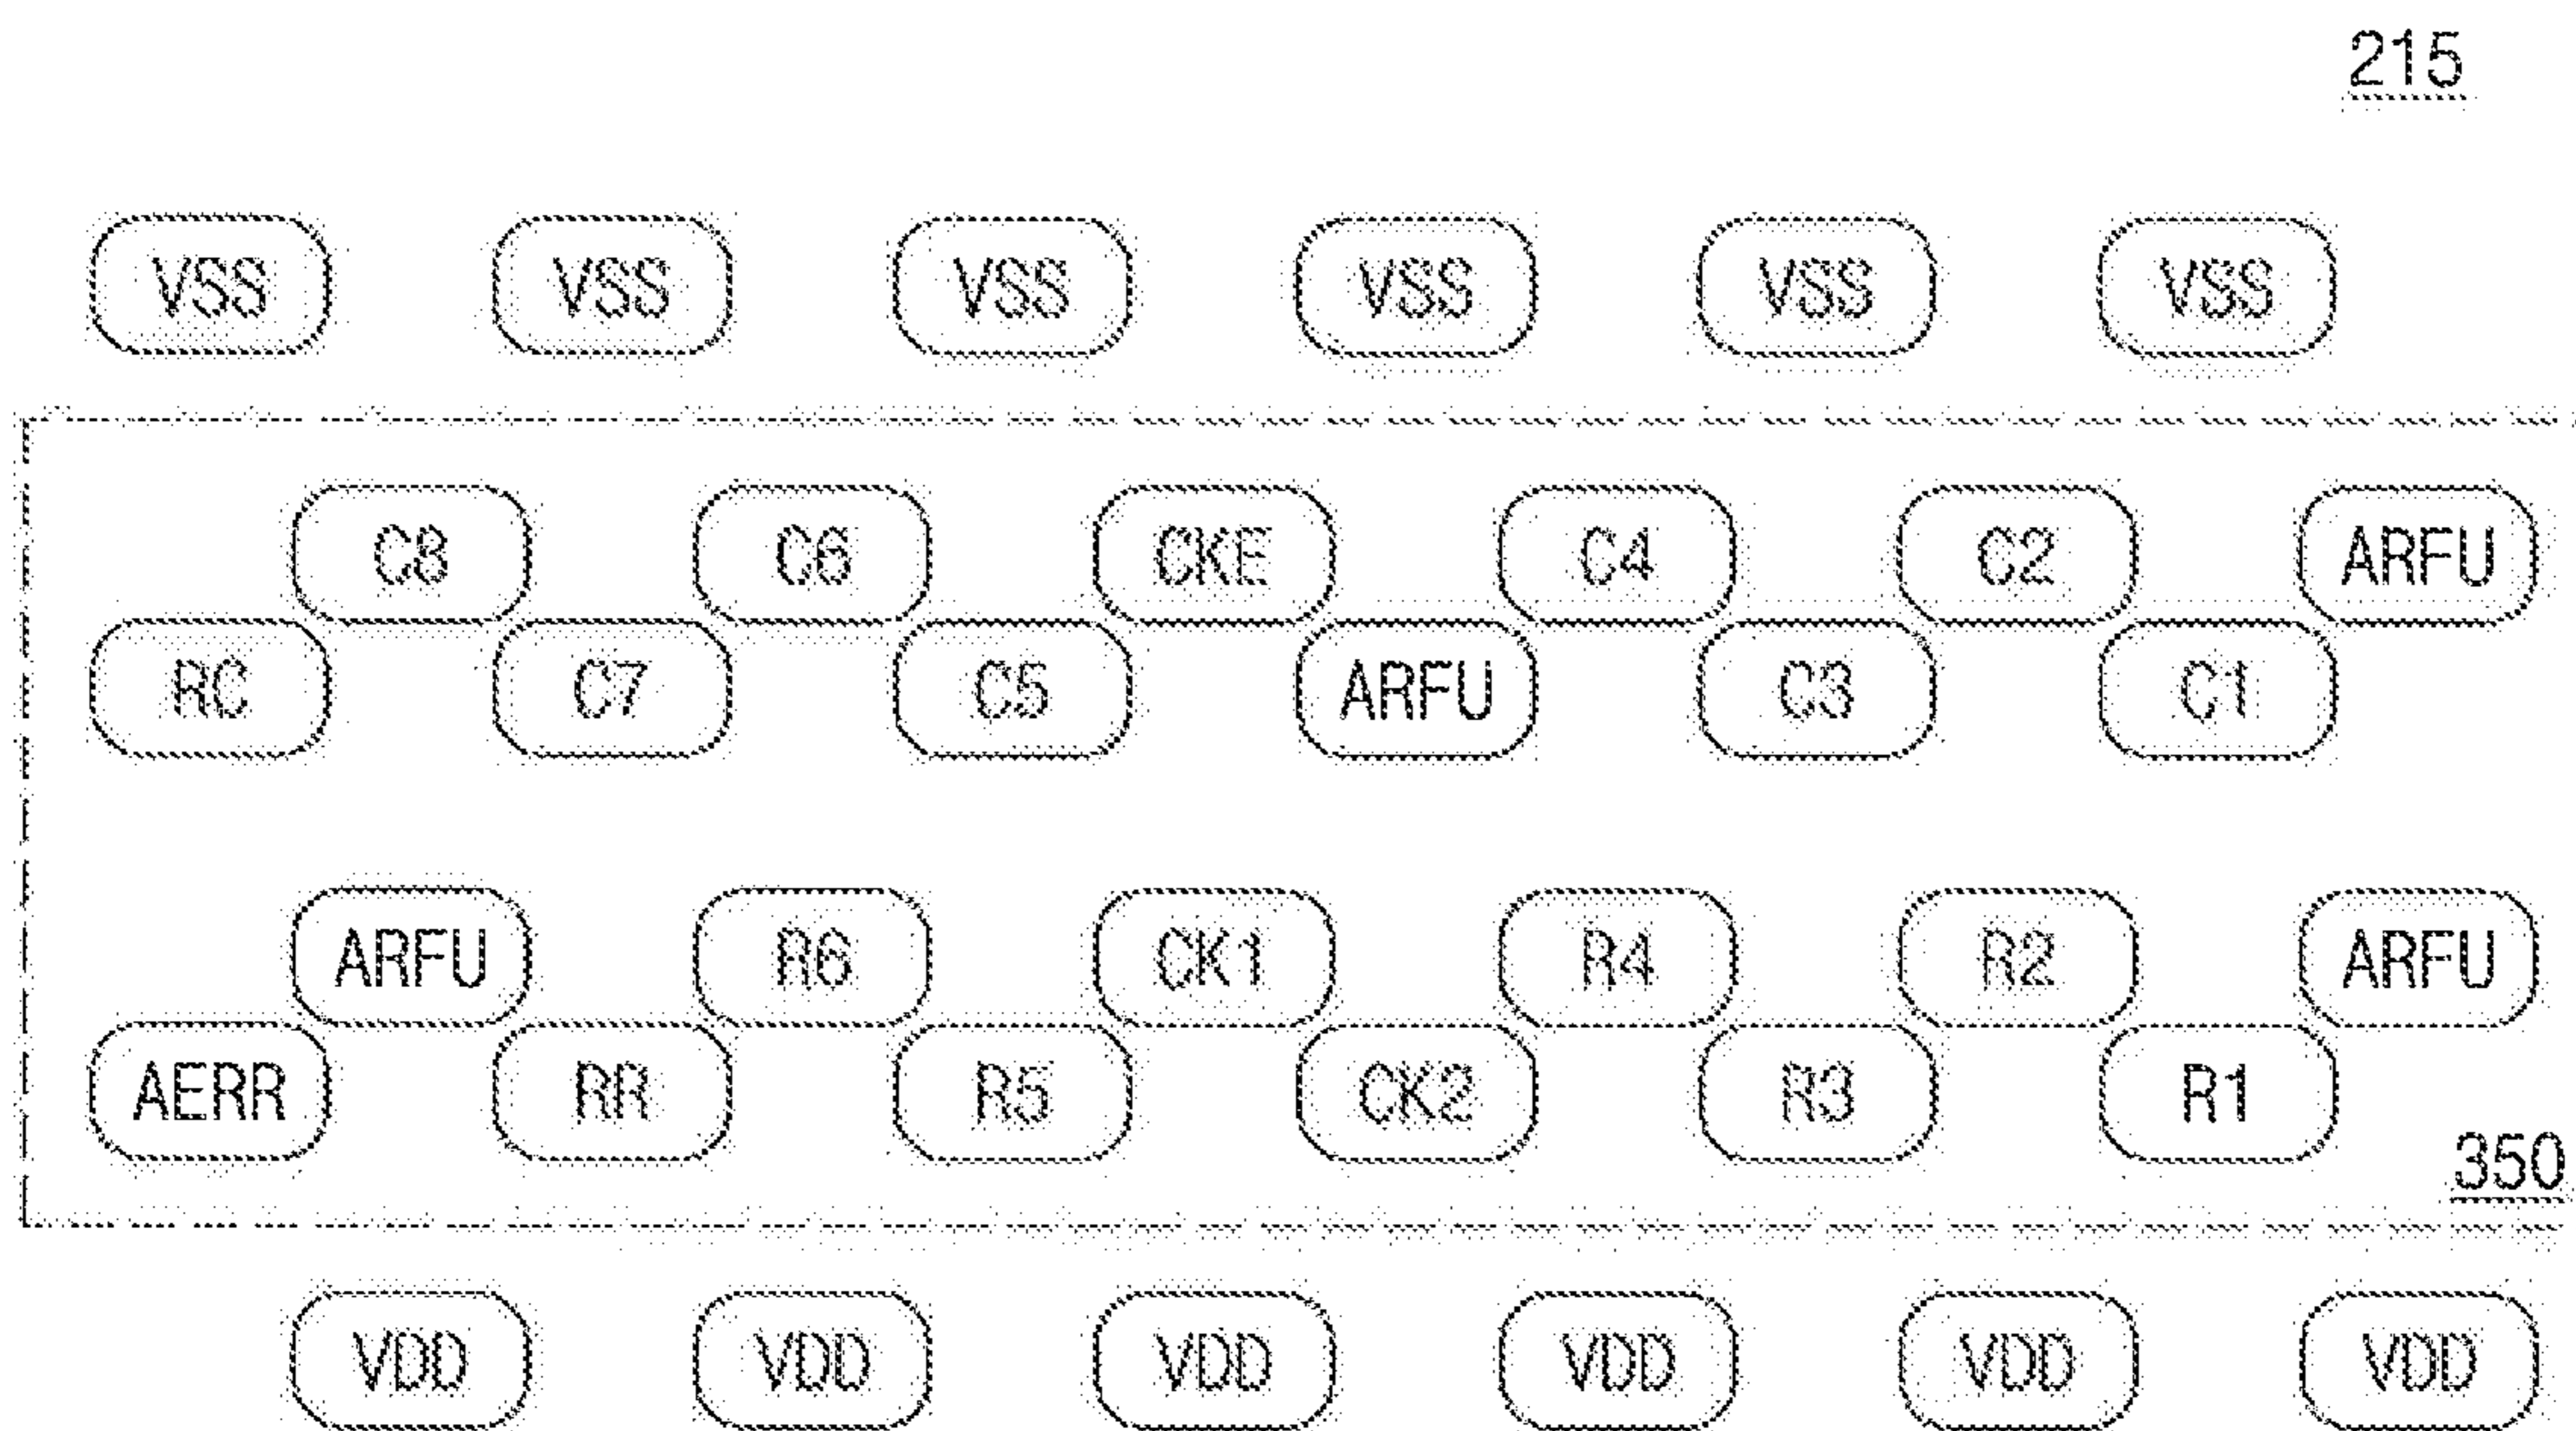 215
VSS VSS VSS VSS VSS VSS
C8 C6 CKE C4 C2 ARFU
RC C7 C5 ARFU C3 C1
ARFU R6 CK1 R4 R2 ARFU
AERR RR R5 CK2 R3 R1
350
VDD VDD VDD VDD VDD VDD